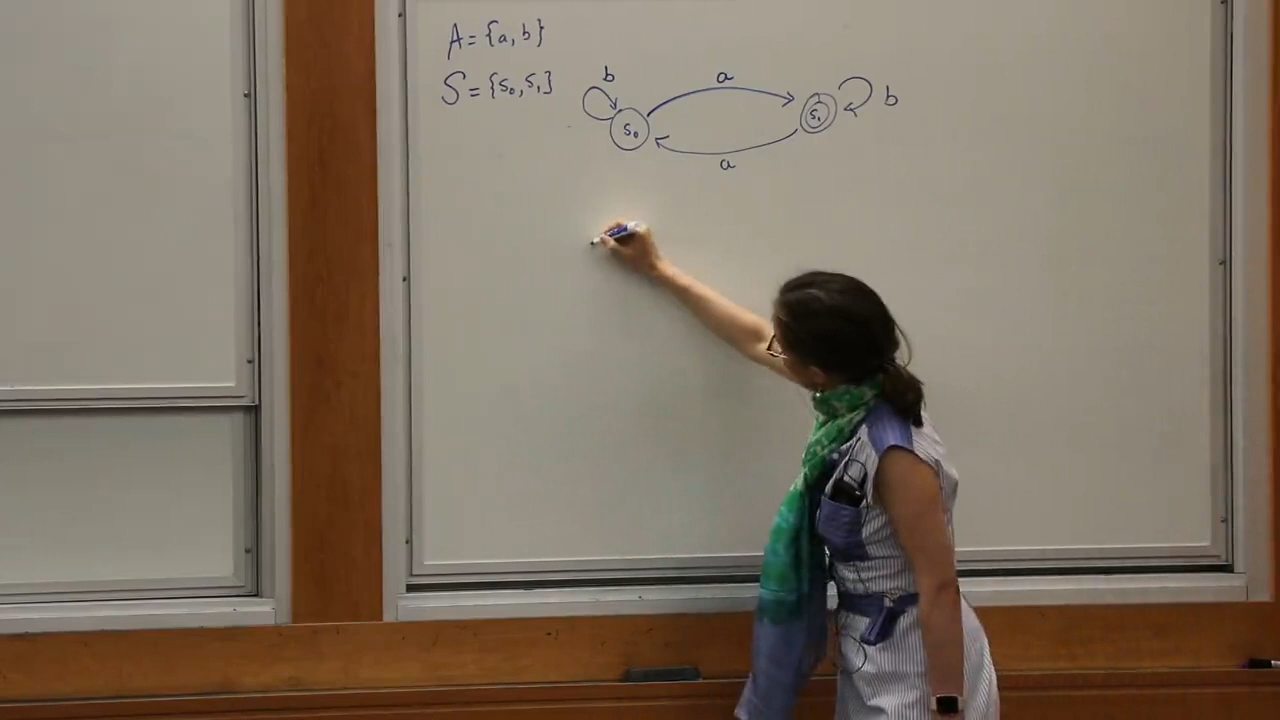 A = {a, b}
S = {s₀, s₁}
b
a
s₀
s₁
b
a